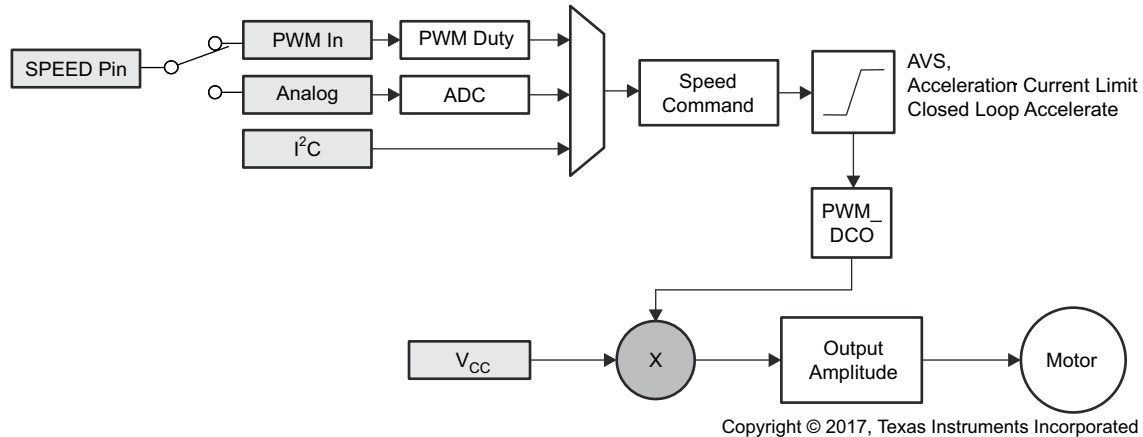 SPEED Pin
PWM In
PWM Duty
Analog
ADC
I²C
Speed
Command
AVS,
Acceleration Current Limit
Closed Loop Accelerate
PWM_
DCO
V_CC
X
Output
Amplitude
Motor
Copyright © 2017, Texas Instruments Incorporated